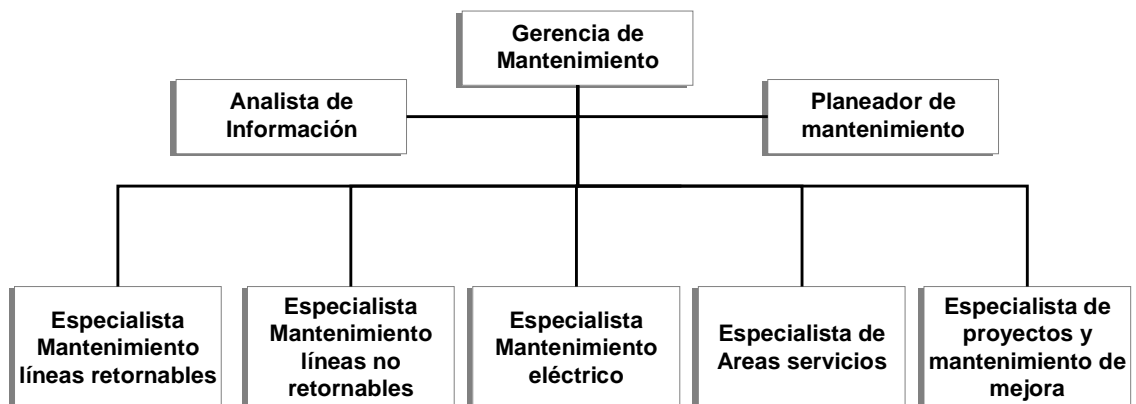 Gerencia de
Mantenimiento
Analista de
Información
Planeador de
mantenimiento
Especialista
Mantenimiento
líneas retornables
Especialista
Mantenimiento
líneas no
retornables
Especialista
Mantenimiento
eléctrico
Especialista de
Areas servicios
Especialista de
proyectos y
mantenimiento de
mejora